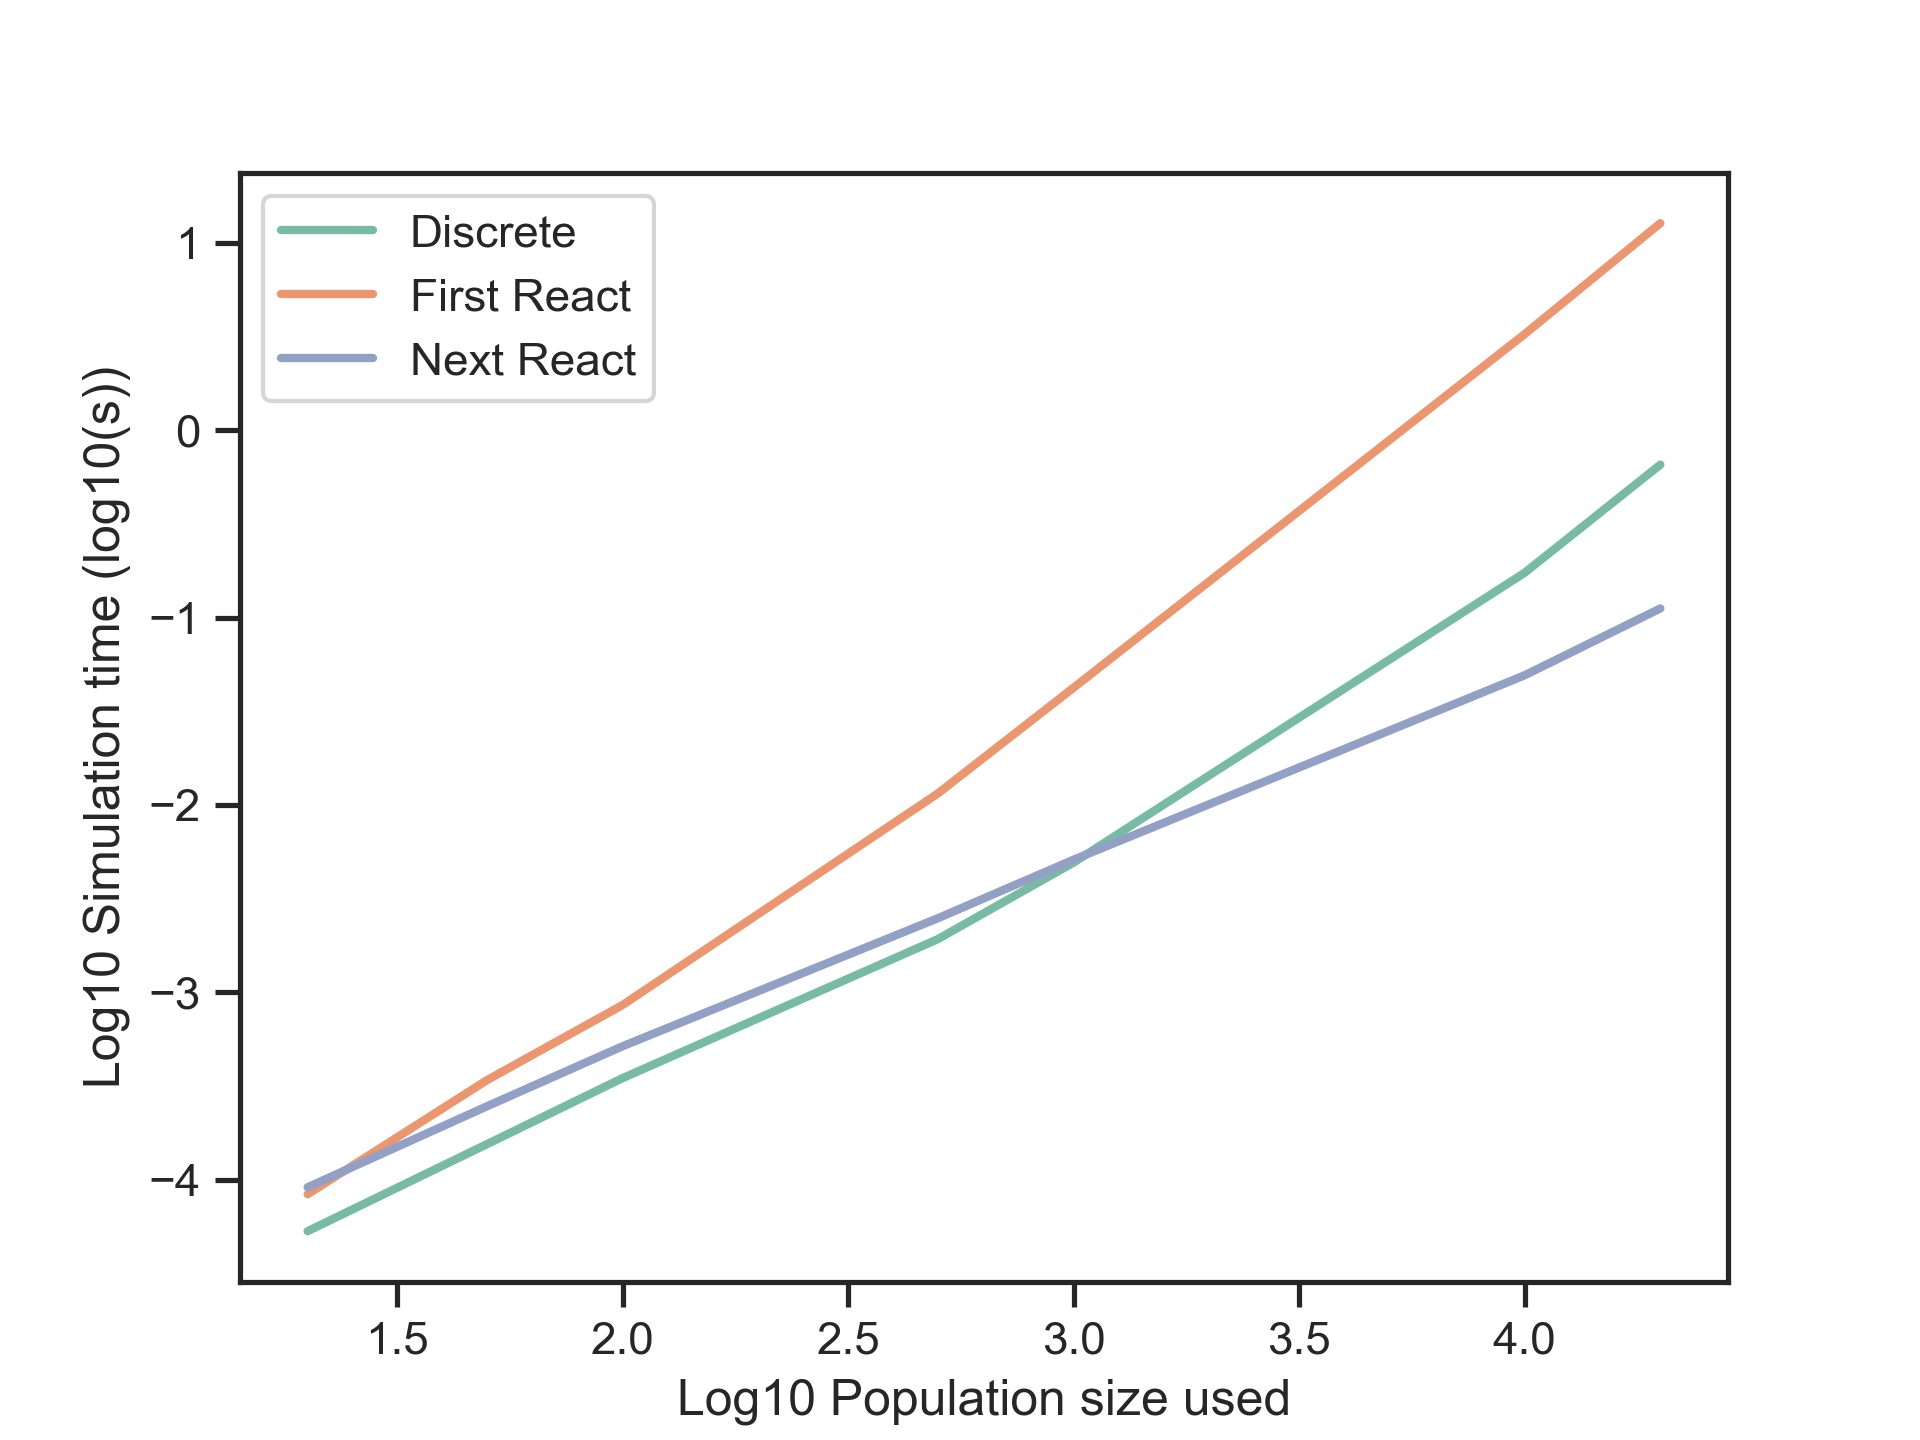 Discrete
First React
Next React
1
0
−1
−2
−3
−4
Log10 Simulation time (log10(s))
1.5
2.0
2.5
3.0
3.5
4.0
Log10 Population size used